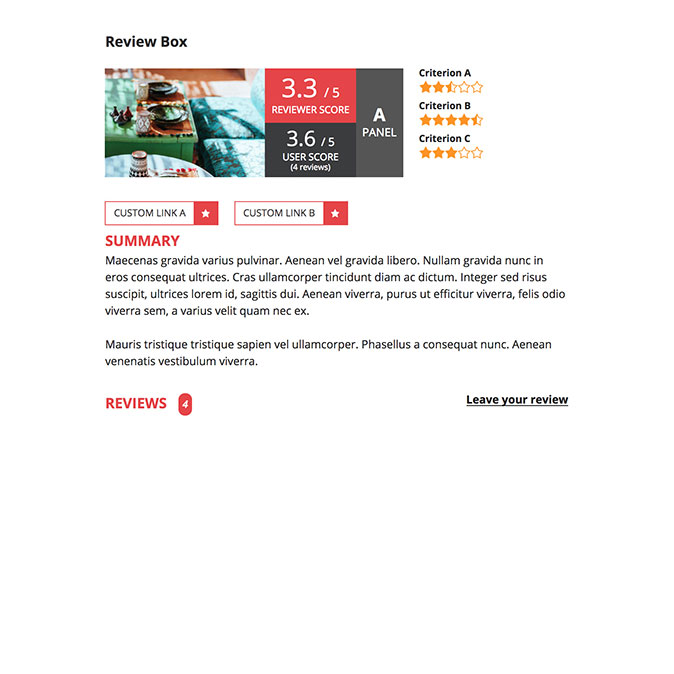 Review Box
3.3 / 5
REVIEWER SCORE
3.6 / 5
USER SCORE
(4 reviews)
A
PANEL
Criterion A
Criterion B
Criterion C
CUSTOM LINK A
CUSTOM LINK B
SUMMARY
Maecenas gravida varius pulvinar. Aenean vel gravida libero. Nullam gravida nunc in
eros consequat ultrices. Cras ullamcorper tincidunt diam ac dictum. Integer sed risus
suscipit, ultrices lorem id, sagittis dui. Aenean viverra, purus ut efficitur viverra, felis odio
viverra sem, a varius velit quam nec ex.
Mauris tristique tristique sapien vel ullamcorper. Phasellus a consequat nunc. Aenean
venenatis vestibulum viverra.
REVIEWS 4
Leave your review